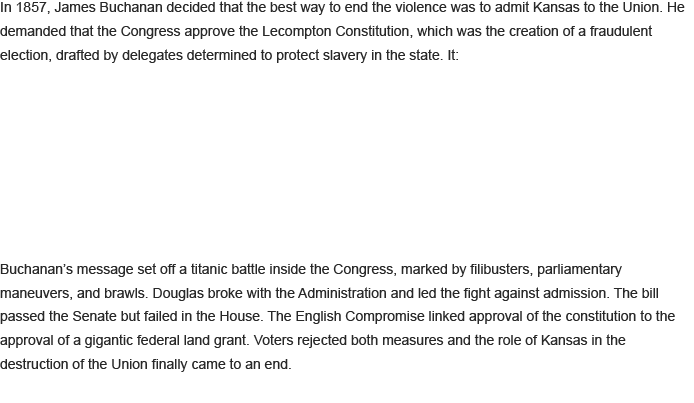 In 1857, James Buchanan decided that the best way to end the violence was to admit Kansas to the Union. He
demanded that the Congress approve the Lecompton Constitution, which was the creation of a fraudulent
election, drafted by delegates determined to protect slavery in the state. It:
Buchanan’s message set off a titanic battle inside the Congress, marked by filibusters, parliamentary
maneuvers, and brawls. Douglas broke with the Administration and led the fight against admission. The bill
passed the Senate but failed in the House. The English Compromise linked approval of the constitution to the
approval of a gigantic federal land grant. Voters rejected both measures and the role of Kansas in the
destruction of the Union finally came to an end.